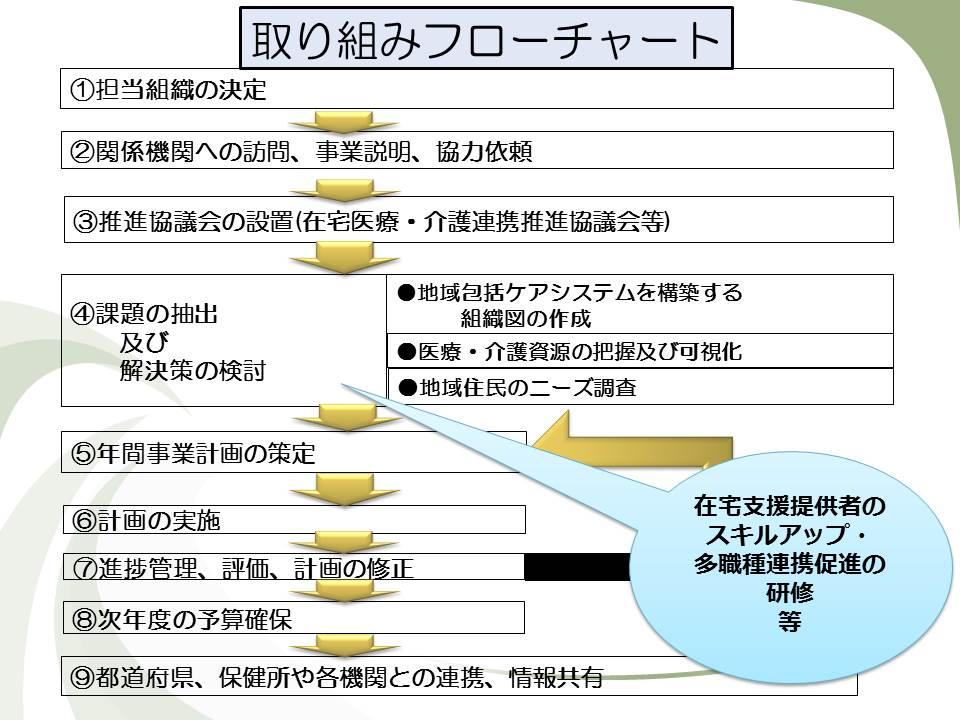 取り組みフローチャート
①担当組織の決定
②関係機関への訪問、事業説明、協力依頼
③推進協議会の設置(在宅医療・介護連携推進協議会等)
④課題の抽出
及び
解決策の検討
●地域包括ケアシステムを構築する
組織図の作成
●医療・介護資源の把握及び可視化
●地域住民のニーズ調査
⑤年間事業計画の策定
⑥計画の実施
⑦進捗管理、評価、計画の修正
⑧次年度の予算確保
⑨都道府県、保健所や各機関との連携、情報共有
在宅支援提供者の
スキルアップ・
多職種連携促進の
研修
等